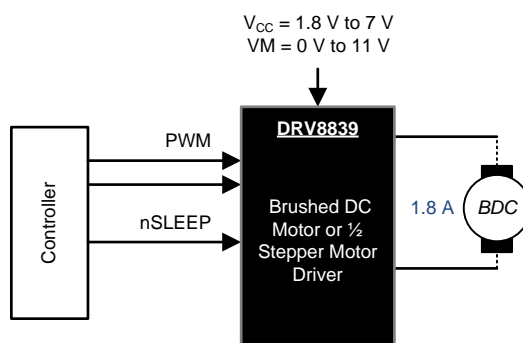 V_CC = 1.8 V to 7 V
VM = 0 V to 11 V
DRV8839
PWM
Controller
nSLEEP
Brushed DC
Motor or ½
Stepper Motor
Driver
1.8 A
BDC